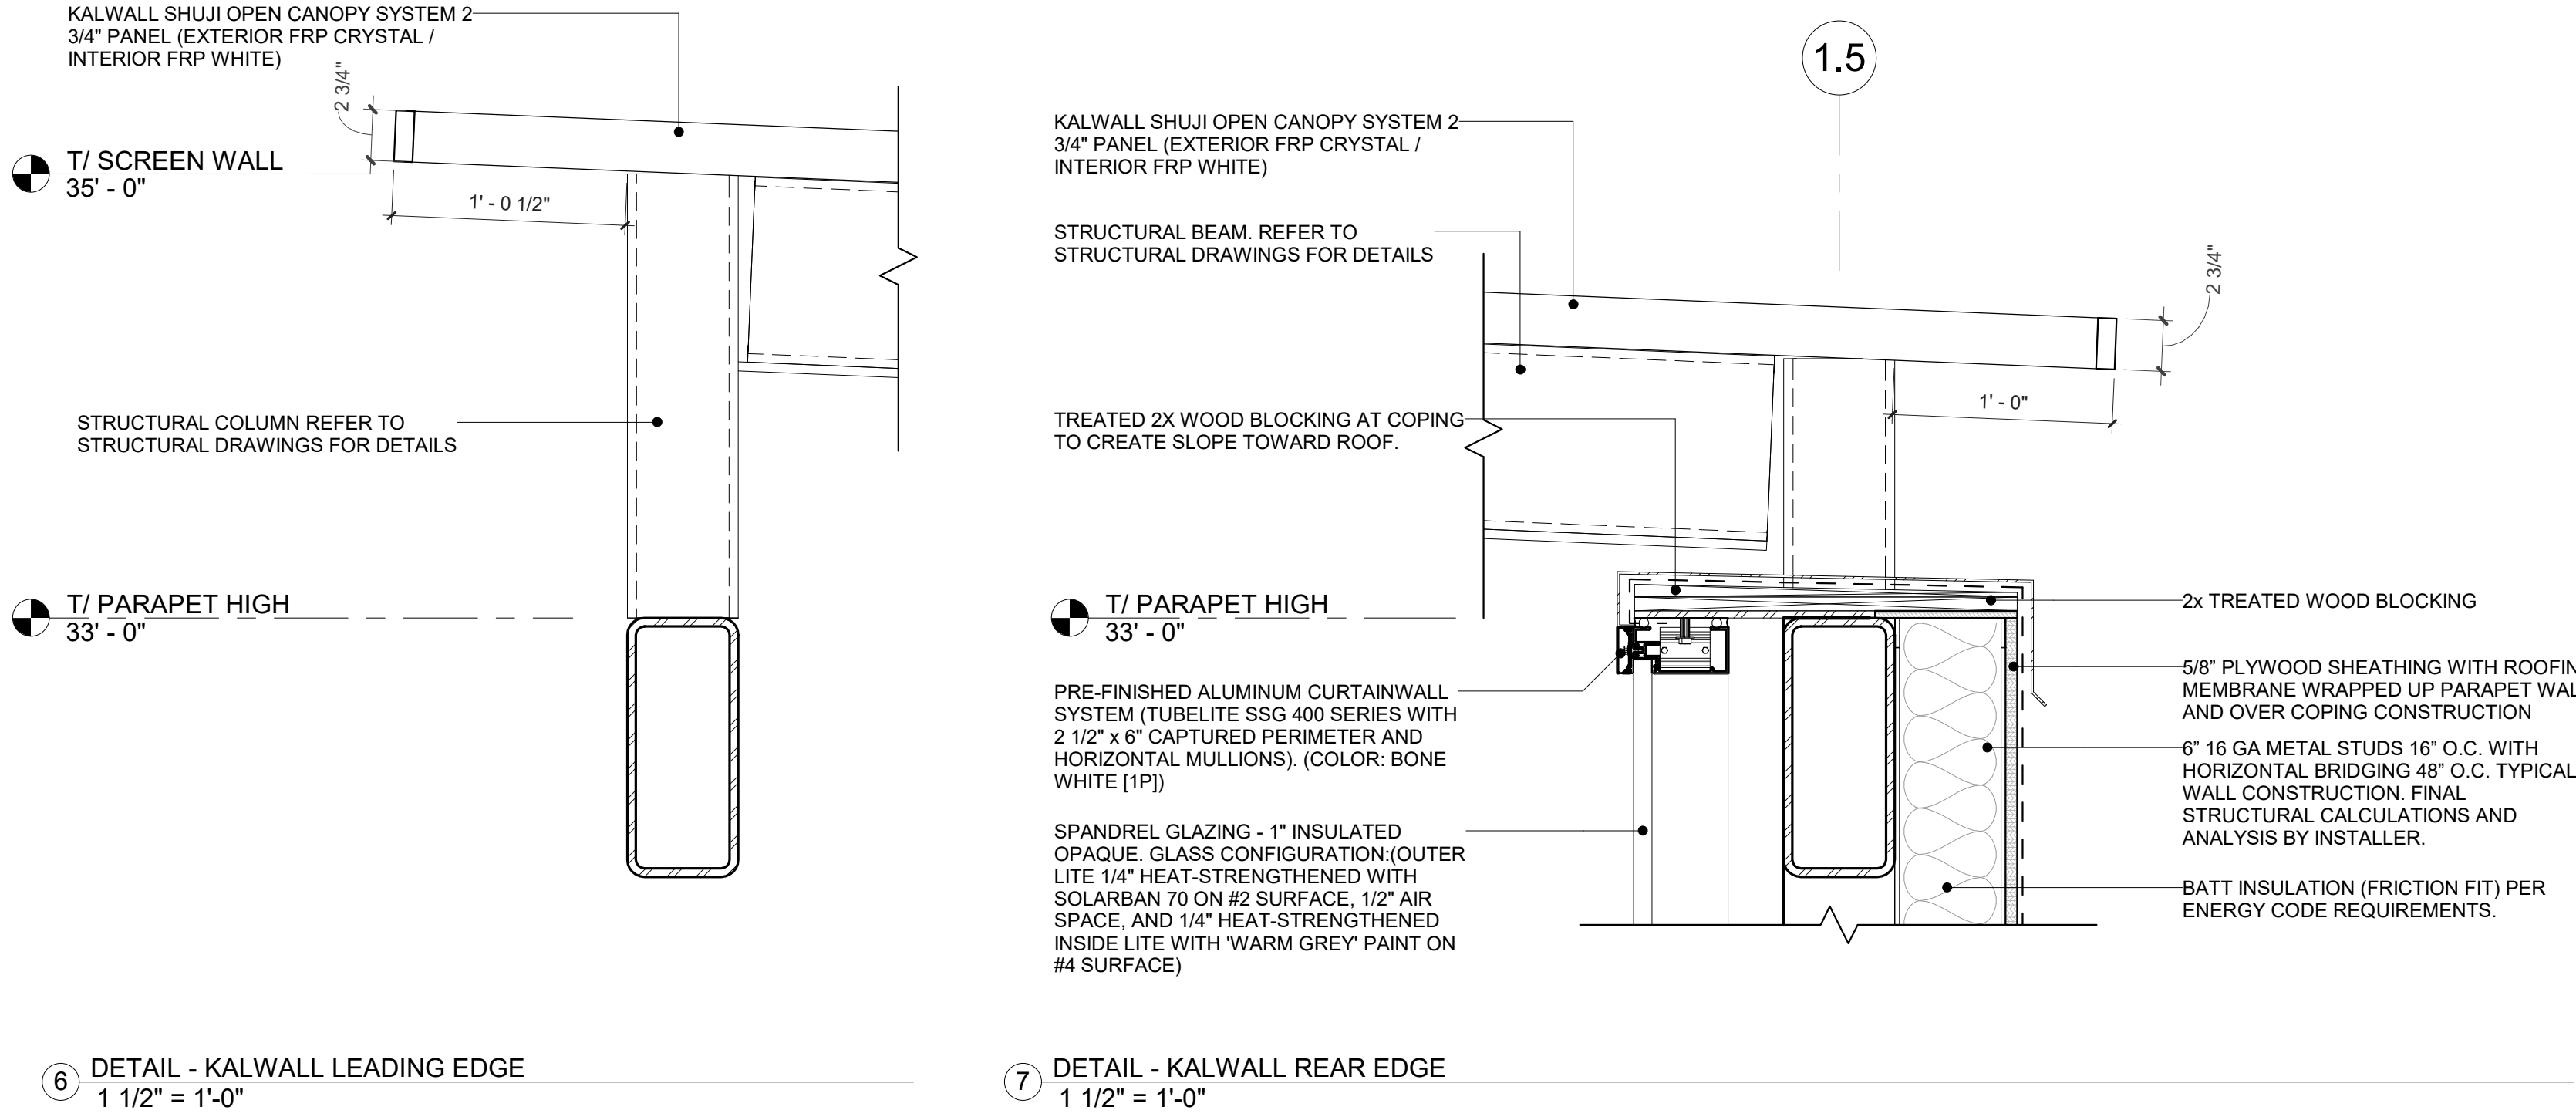 KALWALL SHUJI OPEN CANOPY SYSTEM 2
3/4" PANEL (EXTERIOR FRP CRYSTAL /
INTERIOR FRP WHITE)
2 3/4"
T/ SCREEN WALL
35' - 0"
1' - 0 1/2"
STRUCTURAL COLUMN REFER TO
STRUCTURAL DRAWINGS FOR DETAILS
T/ PARAPET HIGH
33' - 0"
6
DETAIL - KALWALL LEADING EDGE
1 1/2" = 1'-0"
1.5
KALWALL SHUJI OPEN CANOPY SYSTEM 2
3/4" PANEL (EXTERIOR FRP CRYSTAL /
INTERIOR FRP WHITE)
STRUCTURAL BEAM. REFER TO
STRUCTURAL DRAWINGS FOR DETAILS
2 3/4"
1' - 0"
TREATED 2X WOOD BLOCKING AT COPING
TO CREATE SLOPE TOWARD ROOF.
T/ PARAPET HIGH
33' - 0"
PRE-FINISHED ALUMINUM CURTAINWALL
SYSTEM (TUBELITE SSG 400 SERIES WITH
2 1/2" x 6" CAPTURED PERIMETER AND
HORIZONTAL MULLIONS). (COLOR: BONE
WHITE [1P])
SPANDREL GLAZING - 1" INSULATED
OPAQUE. GLASS CONFIGURATION:(OUTER
LITE 1/4" HEAT-STRENGTHENED WITH
SOLARBAN 70 ON #2 SURFACE, 1/2" AIR
SPACE, AND 1/4" HEAT-STRENGTHENED
INSIDE LITE WITH 'WARM GREY' PAINT ON
#4 SURFACE)
2x TREATED WOOD BLOCKING
5/8” PLYWOOD SHEATHING WITH ROOFIN
MEMBRANE WRAPPED UP PARAPET WAL
AND OVER COPING CONSTRUCTION
6” 16 GA METAL STUDS 16” O.C. WITH
HORIZONTAL BRIDGING 48” O.C. TYPICAL
WALL CONSTRUCTION. FINAL
STRUCTURAL CALCULATIONS AND
ANALYSIS BY INSTALLER.
BATT INSULATION (FRICTION FIT) PER
ENERGY CODE REQUIREMENTS.
7
DETAIL - KALWALL REAR EDGE
1 1/2" = 1'-0"